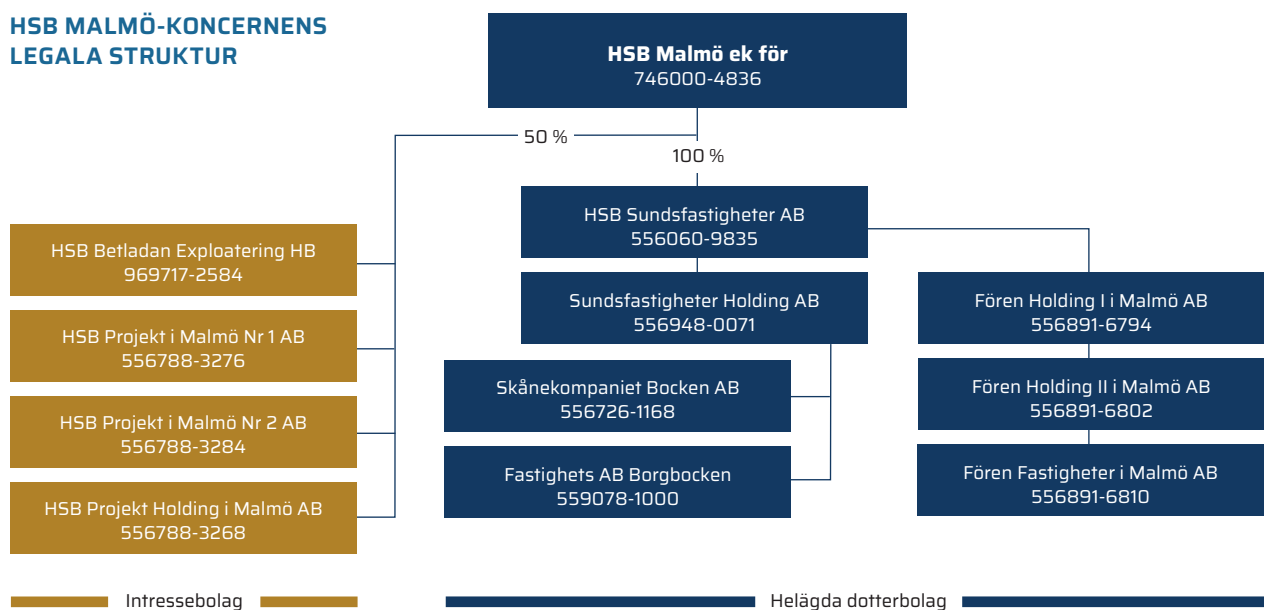 HSB MALMÖ-KONCERNENS
LEGALA STRUKTUR
HSB Malmö ek för
746000-4836
50 %
100 %
HSB Betladan Exploatering HB
969717-2584
HSB Projekt i Malmö Nr 1 AB
556788-3276
HSB Projekt i Malmö Nr 2 AB
556788-3284
HSB Projekt Holding i Malmö AB
556788-3268
HSB Sundsfastigheter AB
556060-9835
Sundsfastigheter Holding AB
556948-0071
Skånekompaniet Bocken AB
556726-1168
Fastighets AB Borgbocken
559078-1000
Fören Holding I i Malmö AB
556891-6794
Fören Holding II i Malmö AB
556891-6802
Fören Fastigheter i Malmö AB
556891-6810
Intressebolag
Helägda dotterbolag